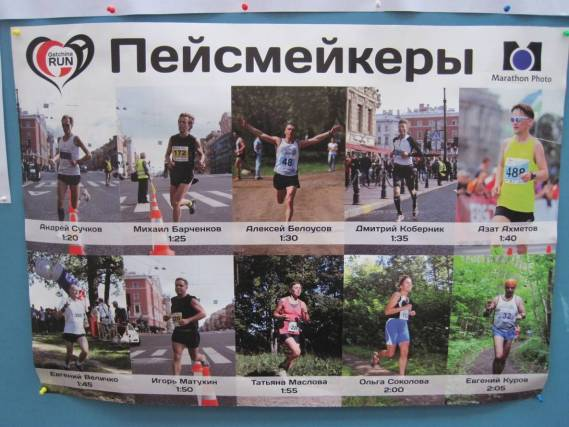 Gatchina
RUN
Пейсмейкеры
Marathon Photo
172
48
488
Андрей Сучков
1:20
Михаил Барченков
1:25
Алексей Белоусов
1:30
Дмитрий Коберник
1:35
Азат Ахметов
1:40
Евгений Величко
1:45
Игорь Матухин
1:50
Татьяна Маслова
1:55
Ольга Соколова
2:00
Евгений Куров
2:05